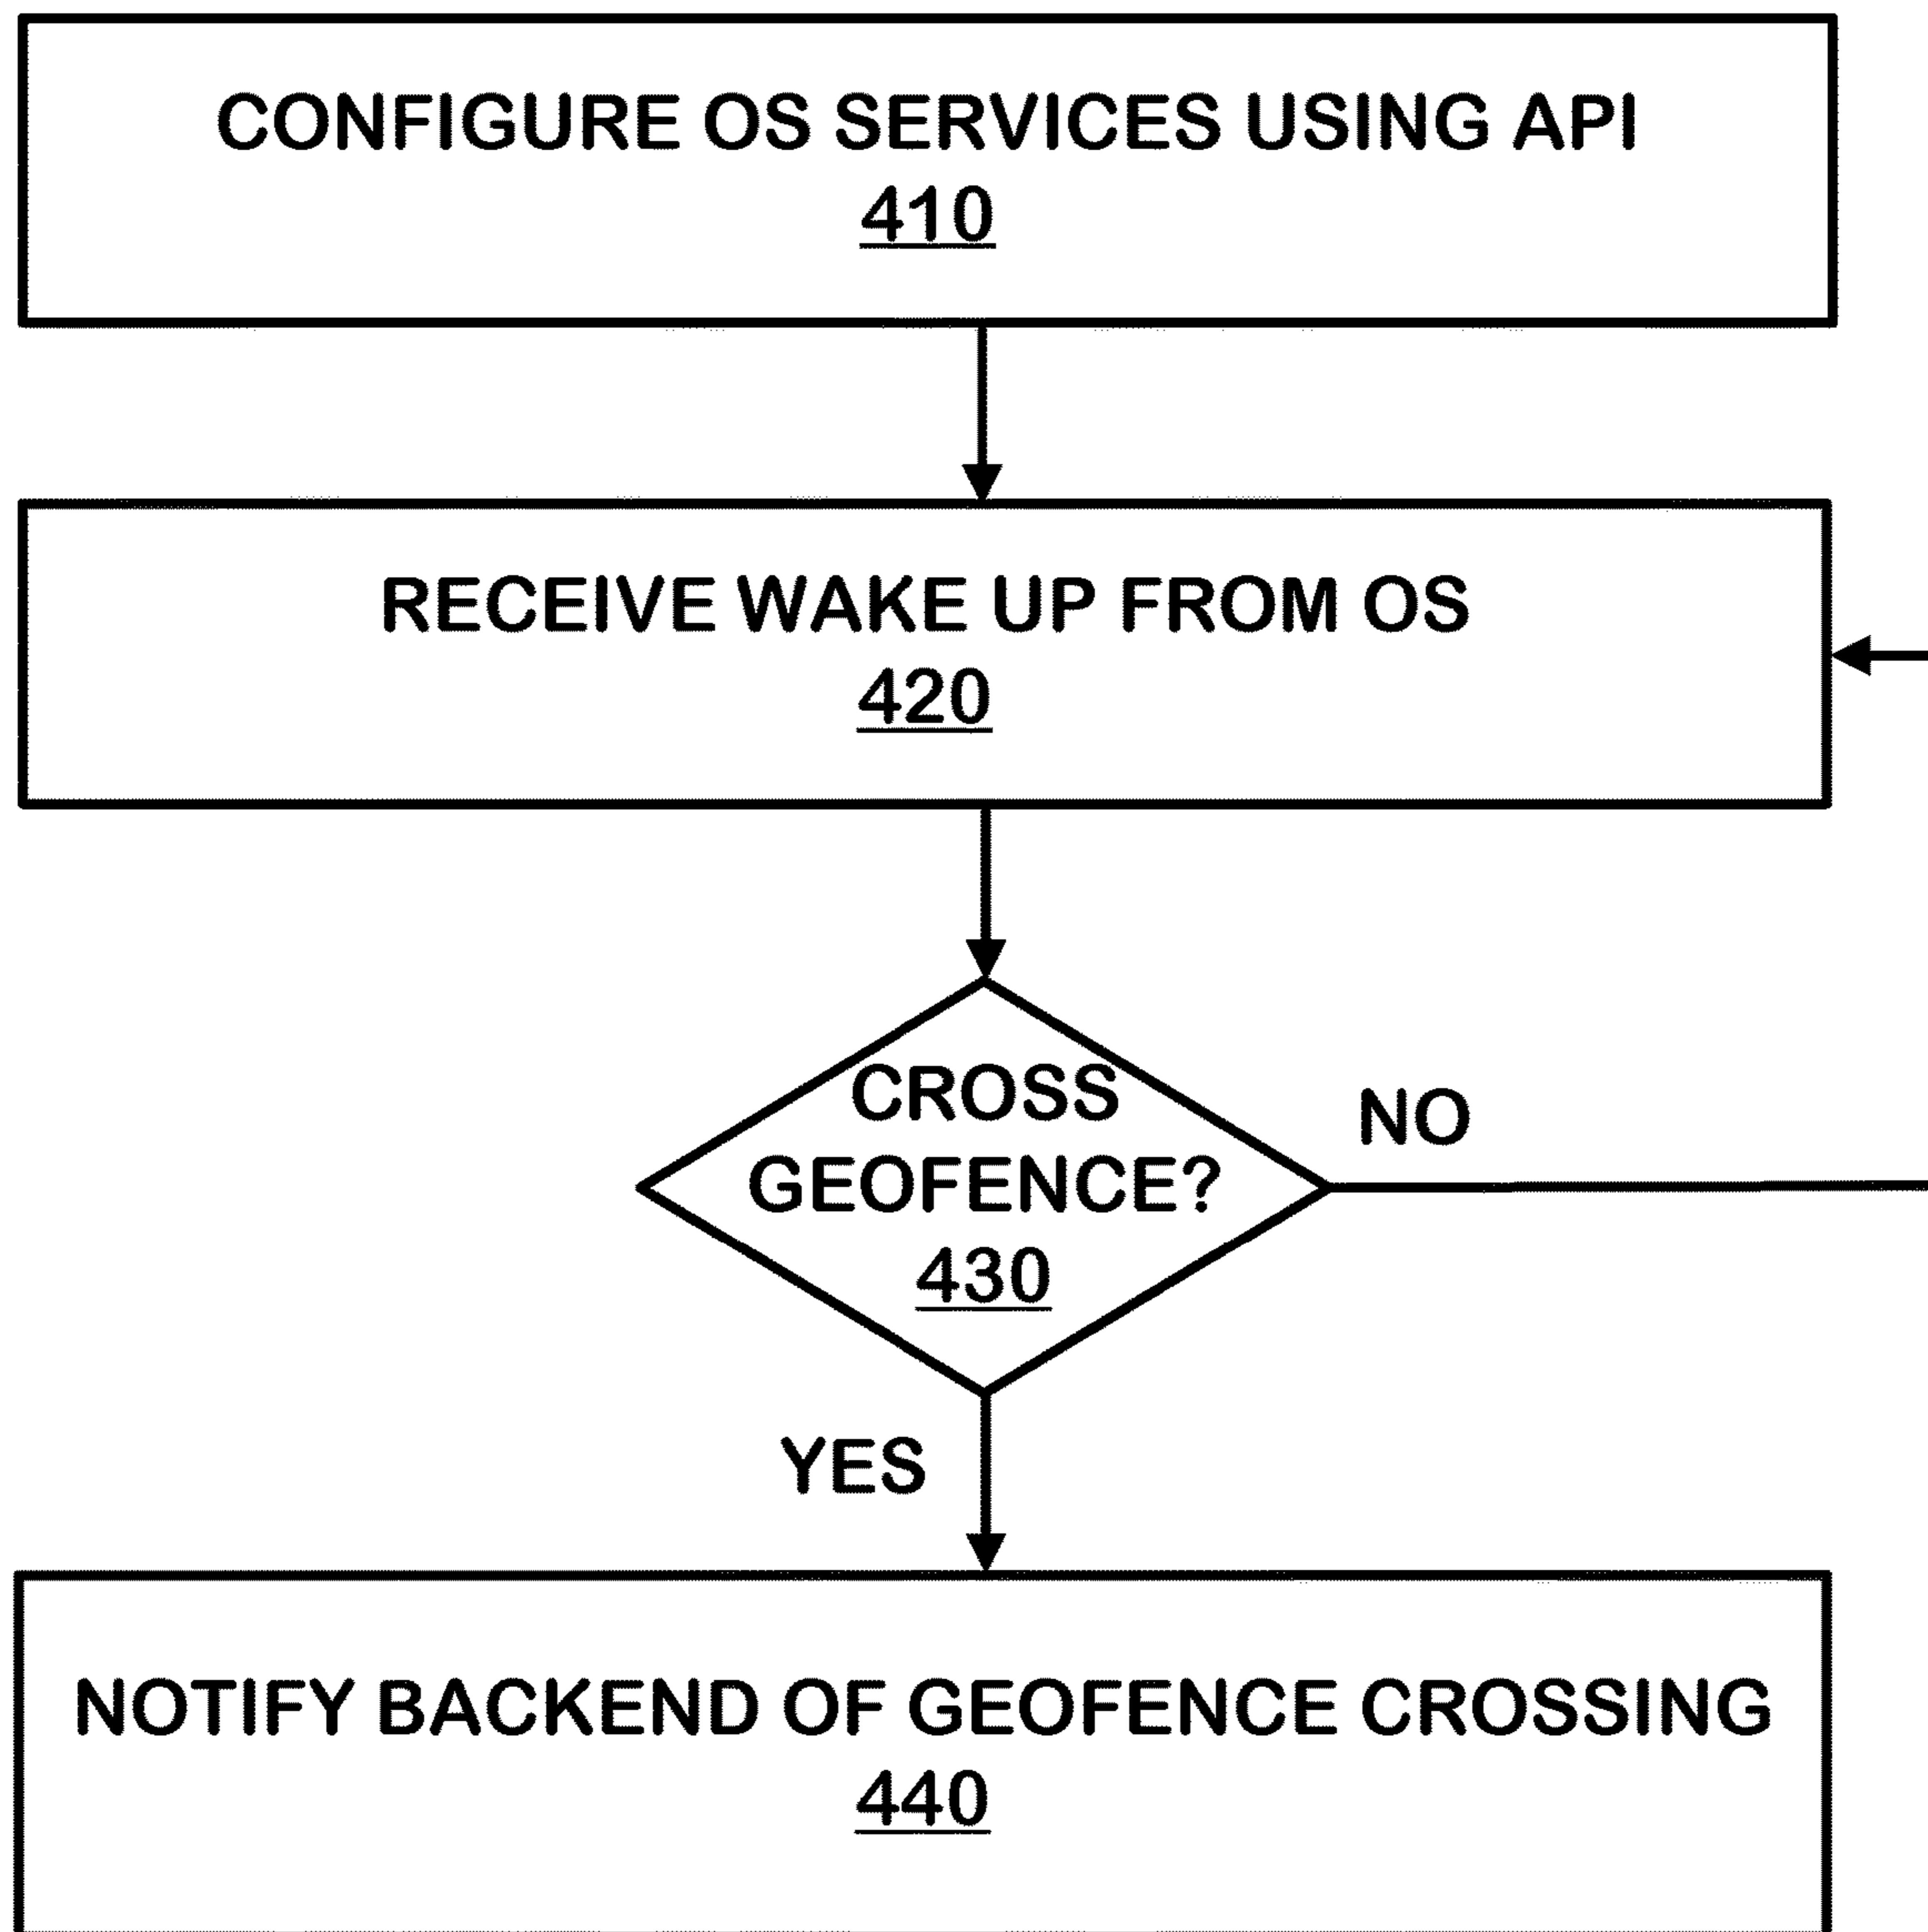 CONFIGURE OS SERVICES USING API
410
RECEIVE WAKE UP FROM OS
420
CROSS
GEOFENCE?
430
NO
YES
NOTIFY BACKEND OF GEOFENCE CROSSING
440